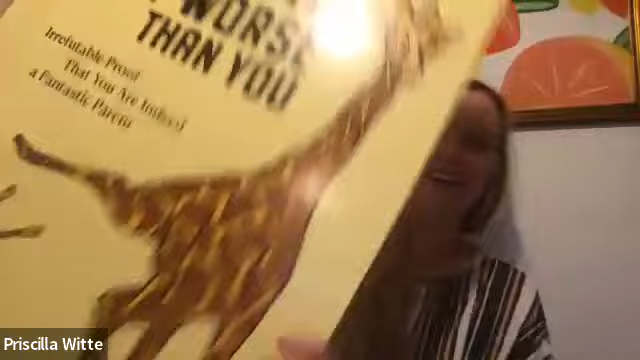 WORSE
THAN YOU
Irrefutable Proof
That You Are Indeed
a Fantastic Parent
Priscilla Witte